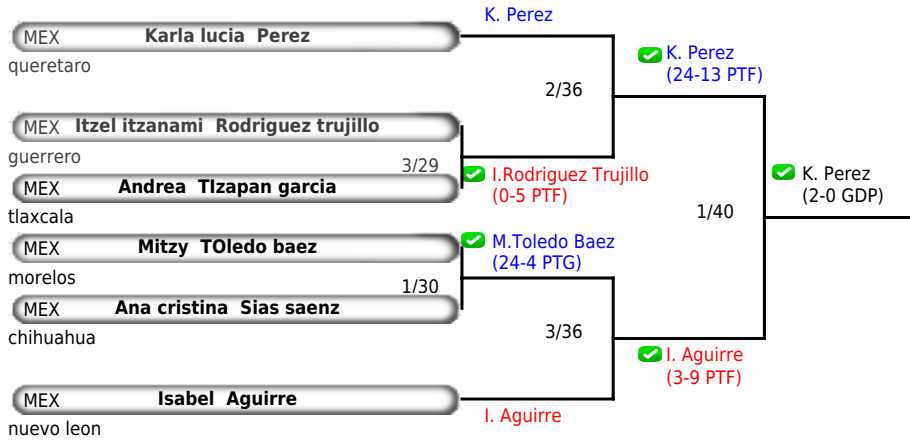 K. Perez
MEX Karla lucia Perez
queretaro
K. Perez
(24-13 PTF)
2/36
MEX Itzel itzanami Rodriguez trujillo
guerrero
3/29
I.Rodriguez Trujillo
(0-5 PTF)
MEX Andrea TIzapan garcia
tlaxcala
K. Perez
(2-0 GDP)
1/40
MEX Mitzy TOledo baez
morelos
M.Toledo Baez
(24-4 PTG)
1/30
MEX Ana cristina Sias saenz
chihuahua
3/36
I. Aguirre
(3-9 PTF)
MEX Isabel Aguirre
nuevo leon
I. Aguirre